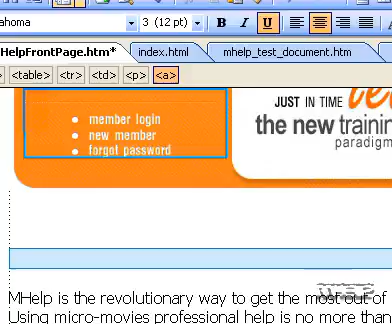 ahoma 3 (12 pt) B I U A
HelpFrontPage.htm* index.html mhelp_test_document.htm
<table> <tr> <td> <p> <a>
JUST IN TIME
the new training
paradigm
member login
new member
forgot password
MHelp is the revolutionary way to get the most out of
Using micro-movies professional help is no more than